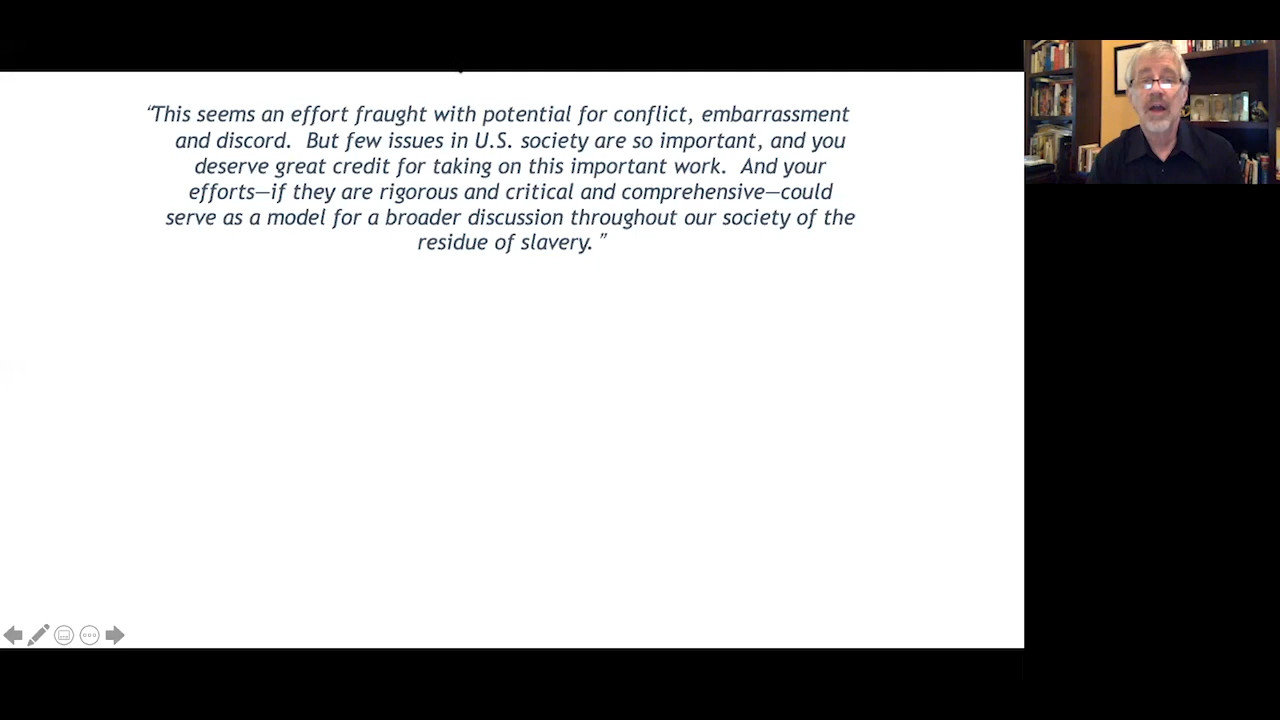 “This seems an effort fraught with potential for conflict, embarrassment
and discord.  But few issues in U.S. society are so important, and you
deserve great credit for taking on this important work.  And your
efforts—if they are rigorous and critical and comprehensive—could
serve as a model for a broader discussion throughout our society of the
residue of slavery.”